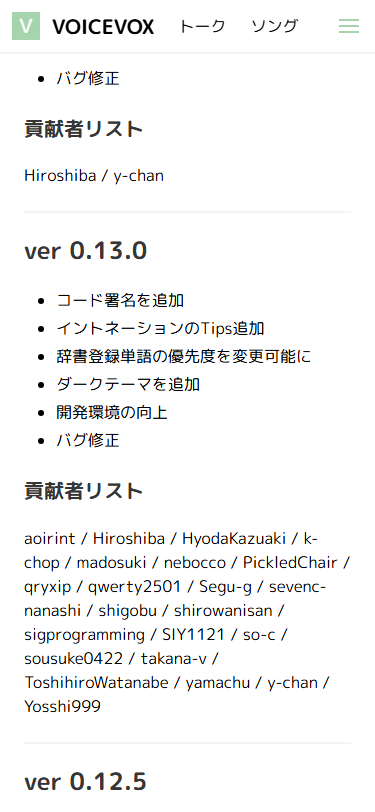 V VOICEVOX トーク ソング
バグ修正
貢献者リスト
Hiroshiba / y-chan
ver 0.13.0
コード署名を追加
イントネーションのTips追加
辞書登録単語の優先度を変更可能に
ダークテーマを追加
開発環境の向上
バグ修正
貢献者リスト
aoirint / Hiroshiba / HyodaKazuaki / k-
chop / madosuki / nebocco / PickledChair /
qryxip / qwerty2501 / Segu-g / sevenc-
nanashi / shigobu / shirowanisan /
sigprogramming / SIY1121 / so-c /
sousuke0422 / takana-v /
ToshihiroWatanabe / yamachu / y-chan /
Yosshi999
ver 0.12.5